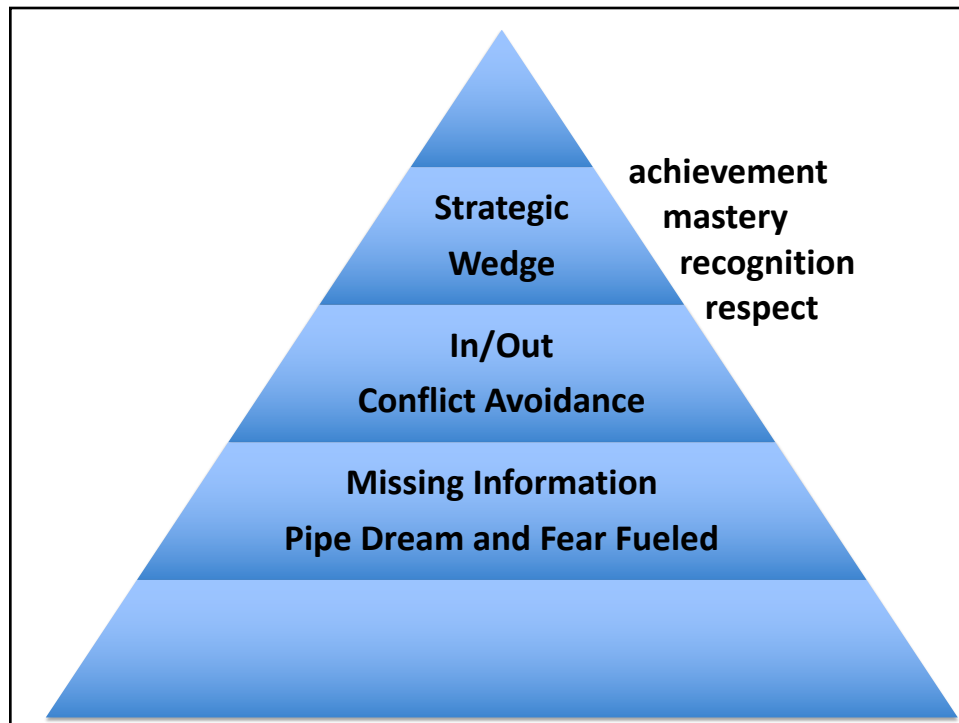 achievement
mastery
recognition
respect
Strategic
Wedge
In/Out
Conflict Avoidance
Missing Information
Pipe Dream and Fear Fueled